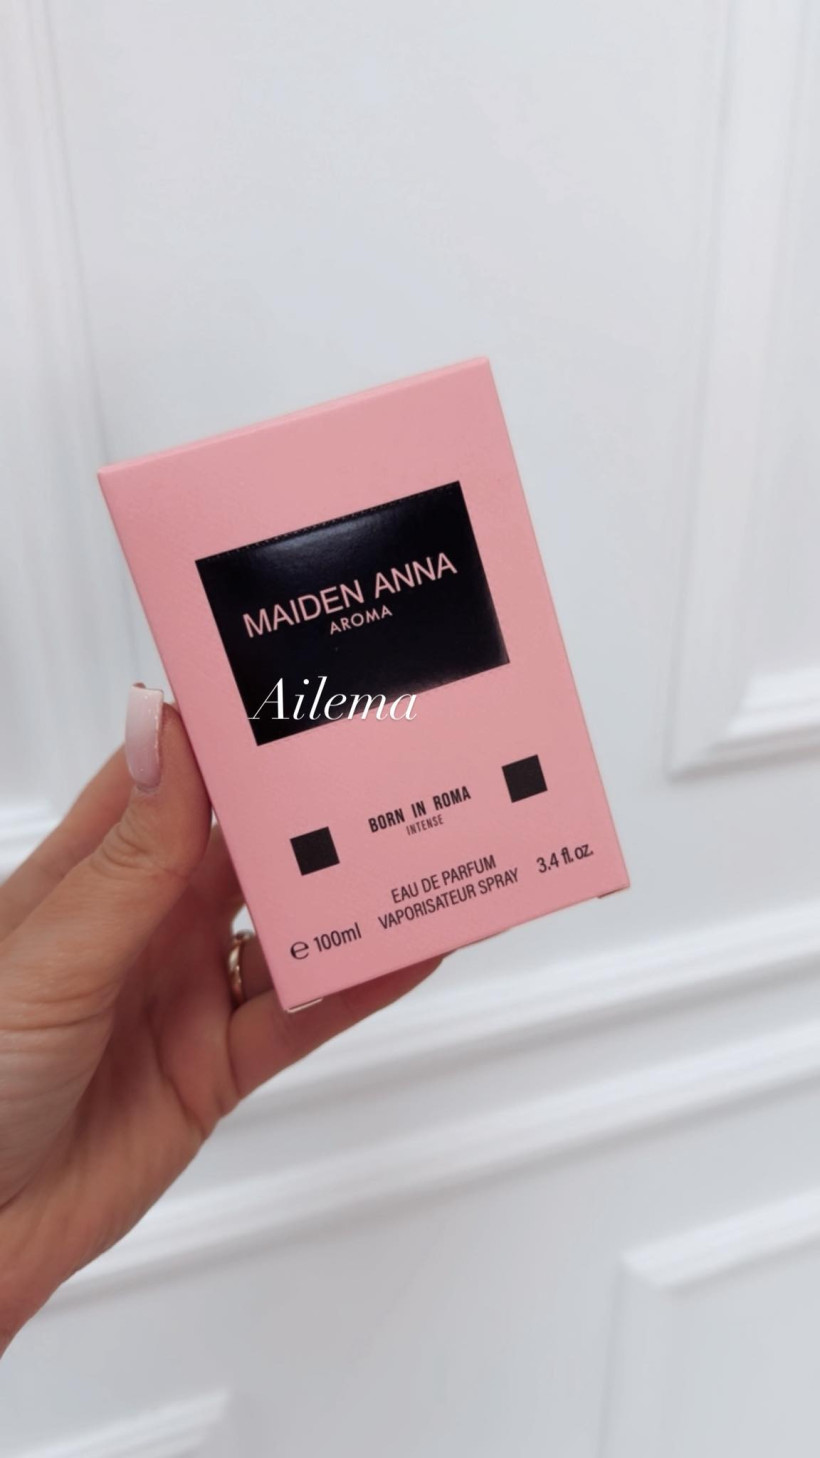 MAIDEN ANNA
AROMA
Ailema
BORN IN ROMA
INTENSE
EAU DE PARFUM
VAPORISATEUR SPRAY
℮ 100ml
3.4 fl.oz.